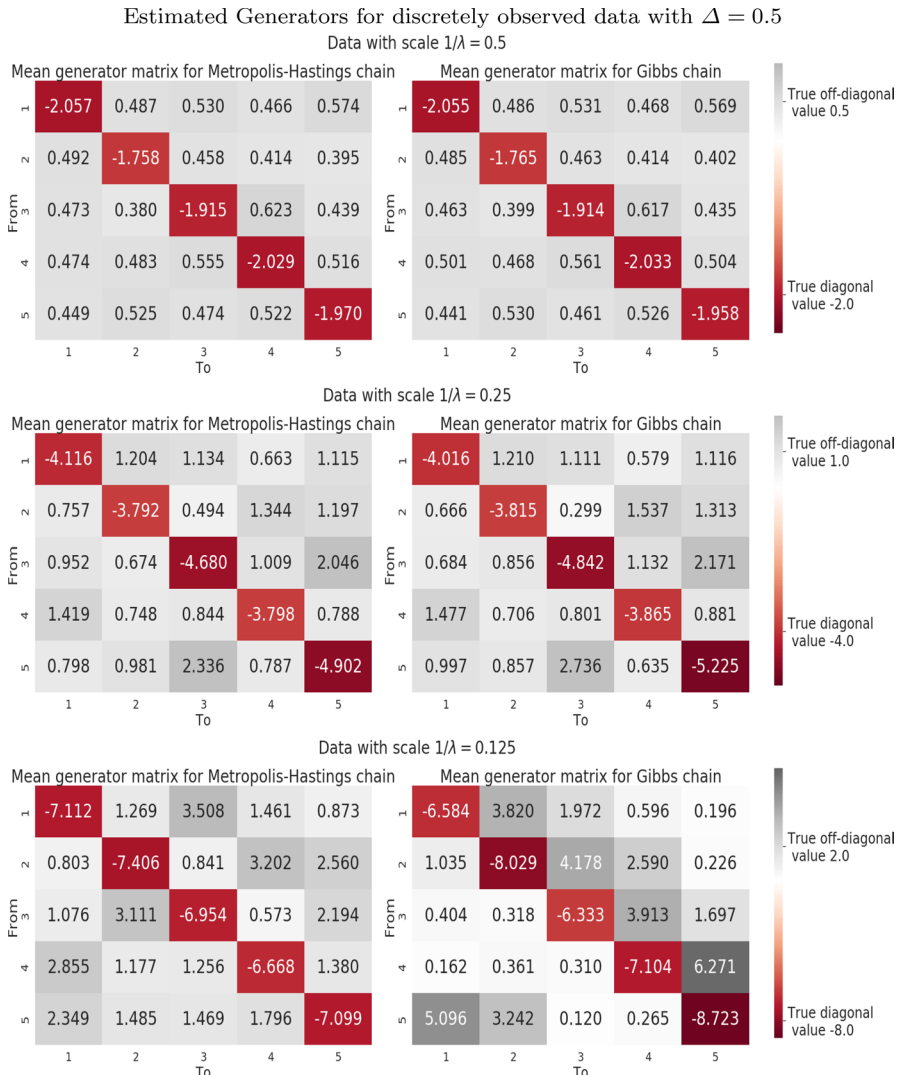 Estimated Generators for discretely observed data with Δ = 0.5
Data with scale 1/λ = 0.5
Mean generator matrix for Metropolis-Hastings chain
From
1 -2.057 0.487 0.530 0.466 0.574
2 0.492 -1.758 0.458 0.414 0.395
3 0.473 0.380 -1.915 0.623 0.439
4 0.474 0.483 0.555 -2.029 0.516
5 0.449 0.525 0.474 0.522 -1.970
1 2 3 4 5
To
Mean generator matrix for Gibbs chain
1 -2.055 0.486 0.531 0.468 0.569
2 0.485 -1.765 0.463 0.414 0.402
3 0.463 0.399 -1.914 0.617 0.435
4 0.501 0.468 0.561 -2.033 0.504
5 0.441 0.530 0.461 0.526 -1.958
From
1 2 3 4 5
To
True off-diagonal
value 0.5
True diagonal
value -2.0
Data with scale 1/λ = 0.25
Mean generator matrix for Metropolis-Hastings chain
From
1 -4.116 1.204 1.134 0.663 1.115
2 0.757 -3.792 0.494 1.344 1.197
3 0.952 0.674 -4.680 1.009 2.046
4 1.419 0.748 0.844 -3.798 0.788
5 0.798 0.981 2.336 0.787 -4.902
1 2 3 4 5
To
Mean generator matrix for Gibbs chain
From
1 -4.016 1.210 1.111 0.579 1.116
2 0.666 -3.815 0.299 1.537 1.313
3 0.684 0.856 -4.842 1.132 2.171
4 1.477 0.706 0.801 -3.865 0.881
5 0.997 0.857 2.736 0.635 -5.225
1 2 3 4 5
To
True off-diagonal
value 1.0
True diagonal
value -4.0
Data with scale 1/λ = 0.125
Mean generator matrix for Metropolis-Hastings chain
From
1 -7.112 1.269 3.508 1.461 0.873
2 0.803 -7.406 0.841 3.202 2.560
3 1.076 3.111 -6.954 0.573 2.194
4 2.855 1.177 1.256 -6.668 1.380
5 2.349 1.485 1.469 1.796 -7.099
1 2 3 4 5
To
Mean generator matrix for Gibbs chain
From
1 -6.584 3.820 1.972 0.596 0.196
2 1.035 -8.029 4.178 2.590 0.226
3 0.404 0.318 -6.333 3.913 1.697
4 0.162 0.361 0.310 -7.104 6.271
5 5.096 3.242 0.120 0.265 -8.723
1 2 3 4 5
To
True off-diagonal
value 2.0
True diagonal
value -8.0